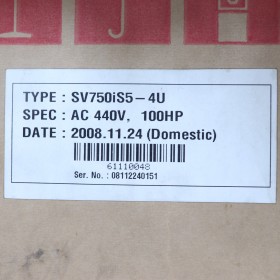 TYPE : SV750iS5-4U
SPEC : AC 440V, 100HP
DATE : 2008.11.24 (Domestic)
61110048
Ser. No. : 08112240151